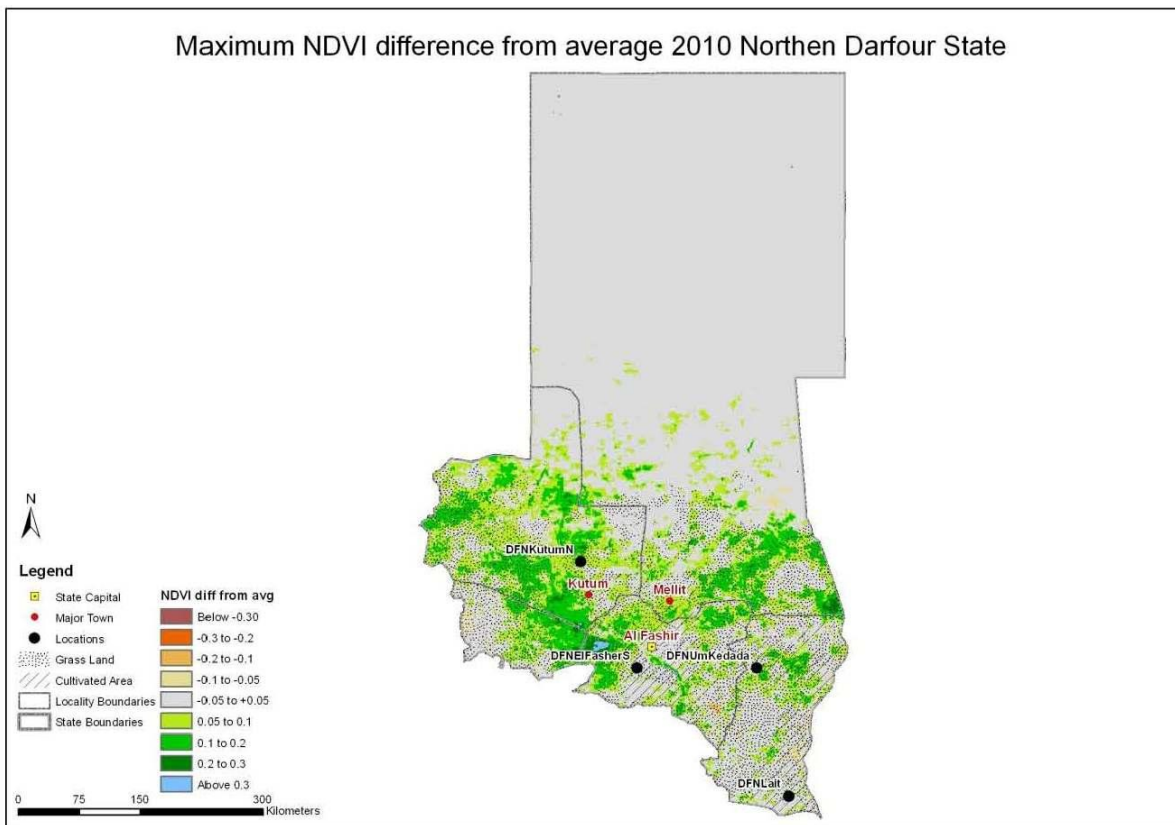 Maximum NDVI difference from average 2010 Northen Darfour State
DFNKutumN
Kutum
Mellit
Al Fashir
DFNElFasherS
DFNUmKedada
DFNLait
N
Legend
State Capital
Major Town
Locations
Grass Land
Cultivated Area
Locality Boundaries
State Boundaries
NDVI diff from avg
Below -0.30
-0.3 to -0.2
-0.2 to -0.1
-0.1 to -0.05
-0.05 to +0.05
0.05 to 0.1
0.1 to 0.2
0.2 to 0.3
Above 0.3
0 75 150 300
Kilometers